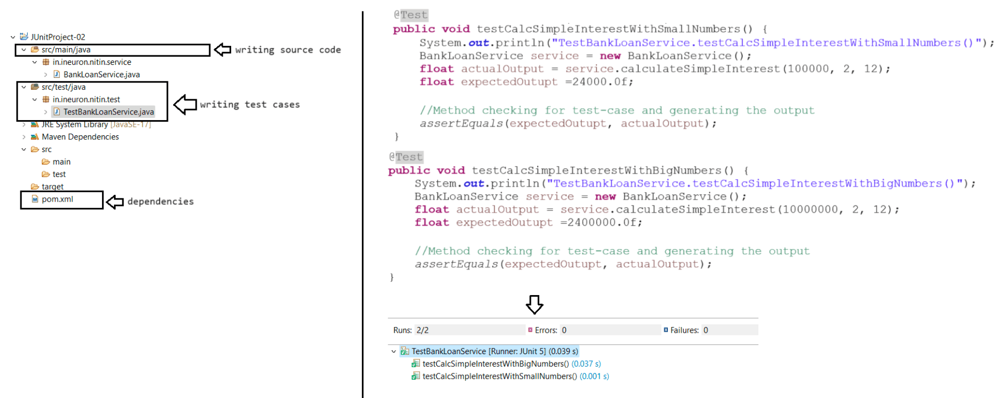 JUnitProject-02
src/main/java
writing source code
in.ineuron.nitin.service
BankLoanService.java
src/test/java
in.ineuron.nitin.test
writing test cases
TestBankLoanService.java
JRE System Library [JavaSE-17]
Maven Dependencies
src
main
test
target
pom.xml
dependencies
@Test
public void testCalcSimpleInterestWithSmallNumbers() {
System.out.println("TestBankLoanService.testCalcSimpleInterestWithSmallNumbers()");
BankLoanService service = new BankLoanService();
float actualOutput = service.calculateSimpleInterest(100000, 2, 12);
float expectedOutupt =24000.0f;
//Method checking for test-case and generating the output
assertEquals(expectedOutupt, actualOutput);
}
@Test
public void testCalcSimpleInterestWithBigNumbers() {
System.out.println("TestBankLoanService.testCalcSimpleInterestWithBigNumbers()");
BankLoanService service = new BankLoanService();
float actualOutput = service.calculateSimpleInterest(10000000, 2, 12);
float expectedOutupt =2400000.0f;
//Method checking for test-case and generating the output
assertEquals(expectedOutupt, actualOutput);
}
Runs: 2/2 Errors: 0 Failures: 0
TestBankLoanService [Runner: JUnit 5] (0.039 s)
testCalcSimpleInterestWithBigNumbers() (0.037 s)
testCalcSimpleInterestWithSmallNumbers() (0.001 s)